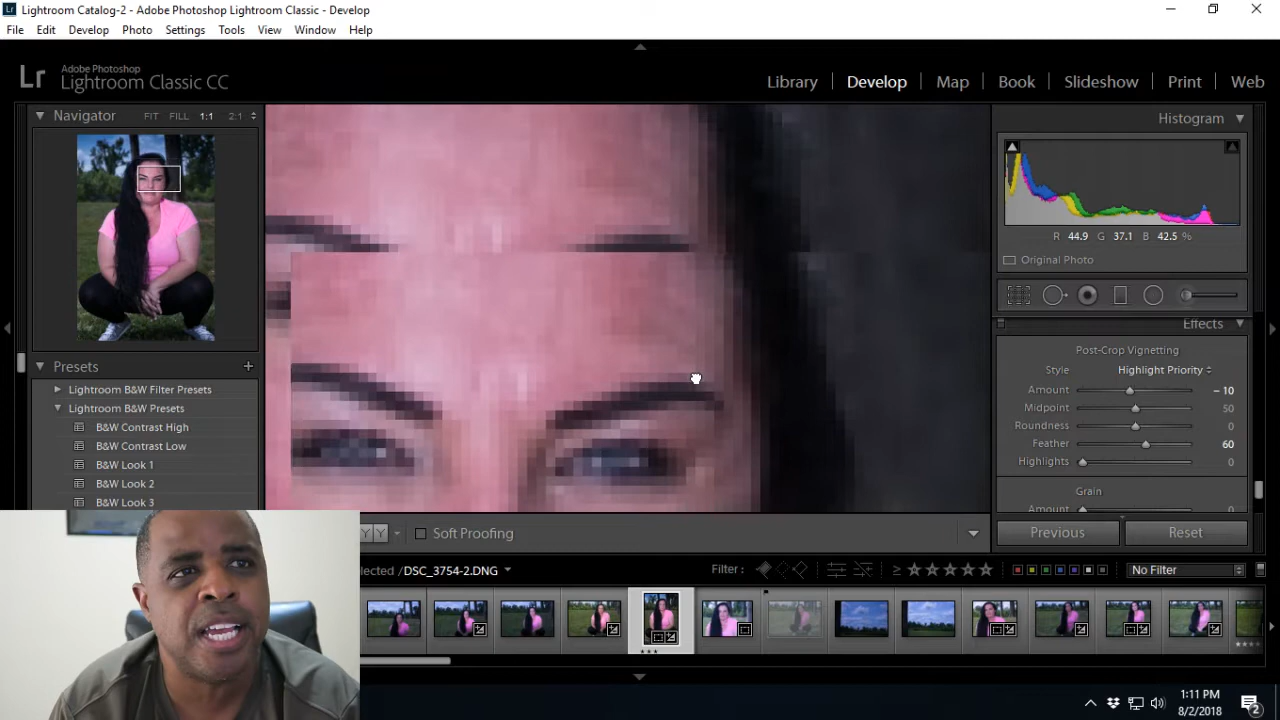 Lightroom Catalog-2 - Adobe Photoshop Lightroom Classic - Develop
File Edit Develop Photo Settings Tools View Window Help
Lr
Adobe Photoshop
Lightroom Classic CC
Library Develop Map Book Slideshow Print Web
Navigator FIT FILL 1:1 2:1
Histogram
R 44.9 G 37.1 B 42.5 %
Original Photo
Effects
Post-Crop Vignetting
Style Highlight Priority
Amount – 10
Midpoint 50
Roundness 0
Feather 60
Highlights 0
Grain
Amount 0
Presets +
Lightroom B&W Filter Presets
Lightroom B&W Presets
B&W Contrast High
B&W Contrast Low
B&W Look 1
B&W Look 2
B&W Look 3
Y Y Soft Proofing
Previous Reset
/DSC_3754-2.DNG
Filter : ≥ No Filter
1:11 PM
8/2/2018
2